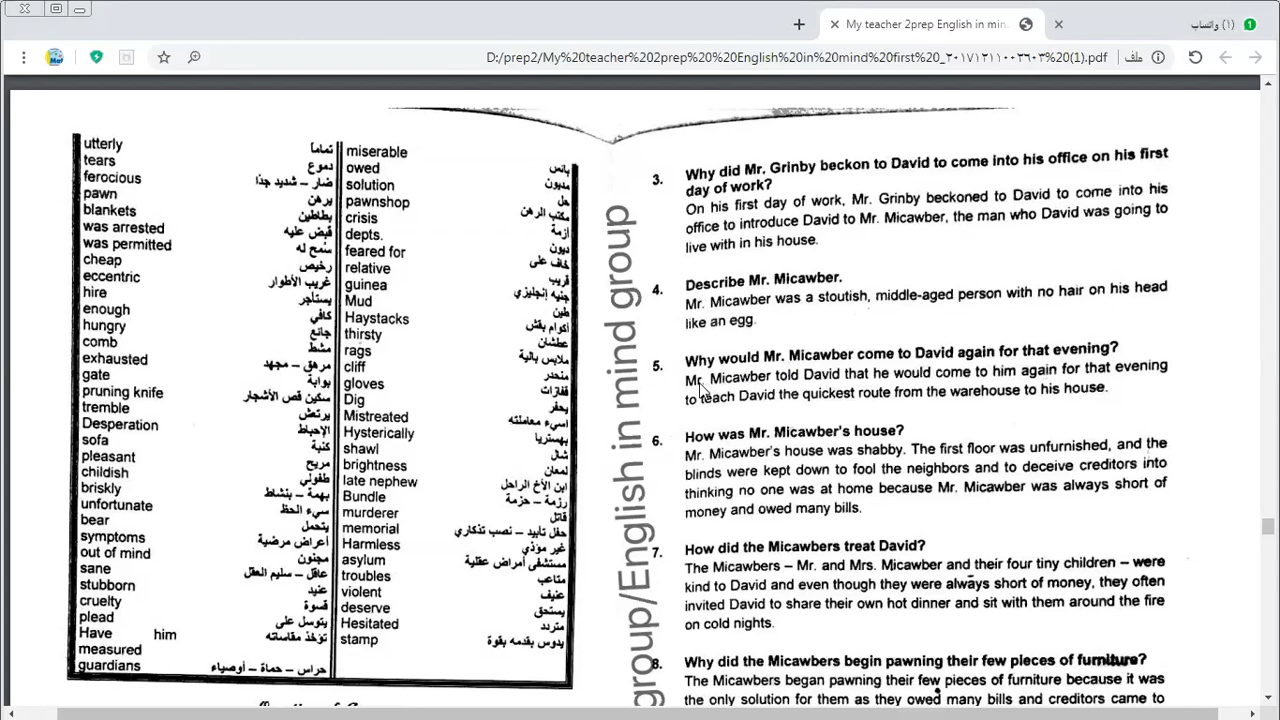 (١) واتساب
My teacher 2prep English in min
D:/prep2/My%20teacher%202prep%20%20English%20in%20mind%20first%20_٢٠١٧١٢١١٠٠٢٦٠٣%20(1).pdf
ملف
utterly تماماً
tears دموع
ferocious ضار – شديد جدًا
pawn يرهن
blankets بطاطين
was arrested قبض عليه
was permitted سُمح له
cheap رخيص
eccentric غريب الأطوار
hire يستأجر
enough كافي
hungry جائع
comb مشط
exhausted مرهق – مجهد
gate بوابة
pruning knife سكين قص الأشجار
tremble يرتعش
Desperation الإحباط
sofa كنبة
pleasant مريح
childish طفولي
briskly بهمة – بنشاط
unfortunate سيء الحظ
bear يتحمل
symptoms أعراض مرضية
out of mind مجنون
sane عاقل – سليم العقل
stubborn عنيد
cruelty قسوة
plead يتوسل على
Have him تؤخذ مقاساته
measured
guardians حراس – حماة – أوصياء
miserable بائس
owed مديون
solution حل
pawnshop مكتب الرهن
crisis أزمة
depts. ديون
feared for خاف على
relative قريب
guinea جنيه إنجليزي
Mud طين
Haystacks أكوام بقش
thirsty عطشان
rags ملابس بالية
cliff منحدر
gloves قفازات
Dig يحفر
Mistreated اسيء معاملته
Hysterically بهستريا
shawl شال
brightness لمعان
late nephew ابن الأخ الراحل
Bundle رزمة – حزمة
murderer قاتل
memorial حفل تأبيد – نصب تذكاري
Harmless غير مؤذي
asylum مستشفى أمراض عقلية
troubles متاعب
violent عنيف
deserve يستحق
Hesitated متردد
stamp يدوس بقدمه بقوة
group/English in mind group
3. Why did Mr. Grinby beckon to David to come into his office on his first
day of work?
On his first day of work, Mr. Grinby beckoned to David to come into his
office to introduce David to Mr. Micawber, the man who David was going to
live with in his house.
4. Describe Mr. Micawber.
Mr. Micawber was a stoutish, middle-aged person with no hair on his head
like an egg.
5. Why would Mr. Micawber come to David again for that evening?
Mr. Micawber told David that he would come to him again for that evening
to teach David the quickest route from the warehouse to his house.
6. How was Mr. Micawber's house?
Mr. Micawber's house was shabby. The first floor was unfurnished, and the
blinds were kept down to fool the neighbors and to deceive creditors into
thinking no one was at home because Mr. Micawber was always short of
money and owed many bills.
7. How did the Micawbers treat David?
The Micawbers – Mr. and Mrs. Micawber and their four tiny children – were
kind to David and even though they were always short of money, they often
invited David to share their own hot dinner and sit with them around the fire
on cold nights.
8. Why did the Micawbers begin pawning their few pieces of furniture?
The Micawbers began pawning their few pieces of furniture because it was
the only solution for them as they owed many bills and creditors came to